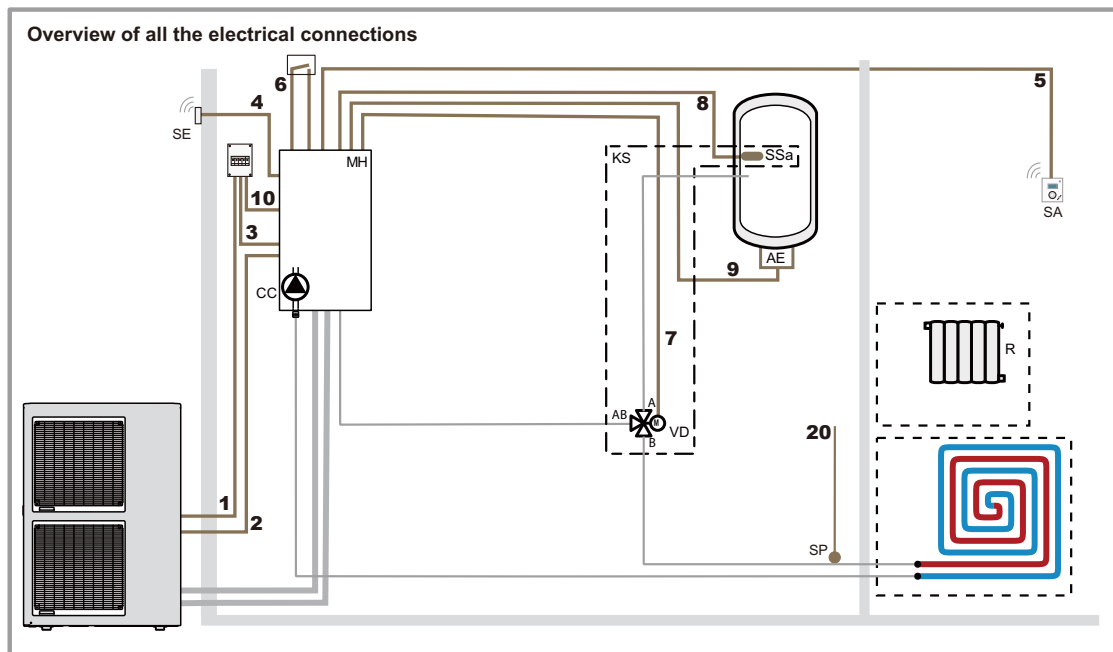 Overview of all the electrical connections
6
5
4
8
SE
MH
KS
SSa
10
SA
3
AE
9
2
CC
7
R
A
AB
M
VD
B
20
1
2
SP